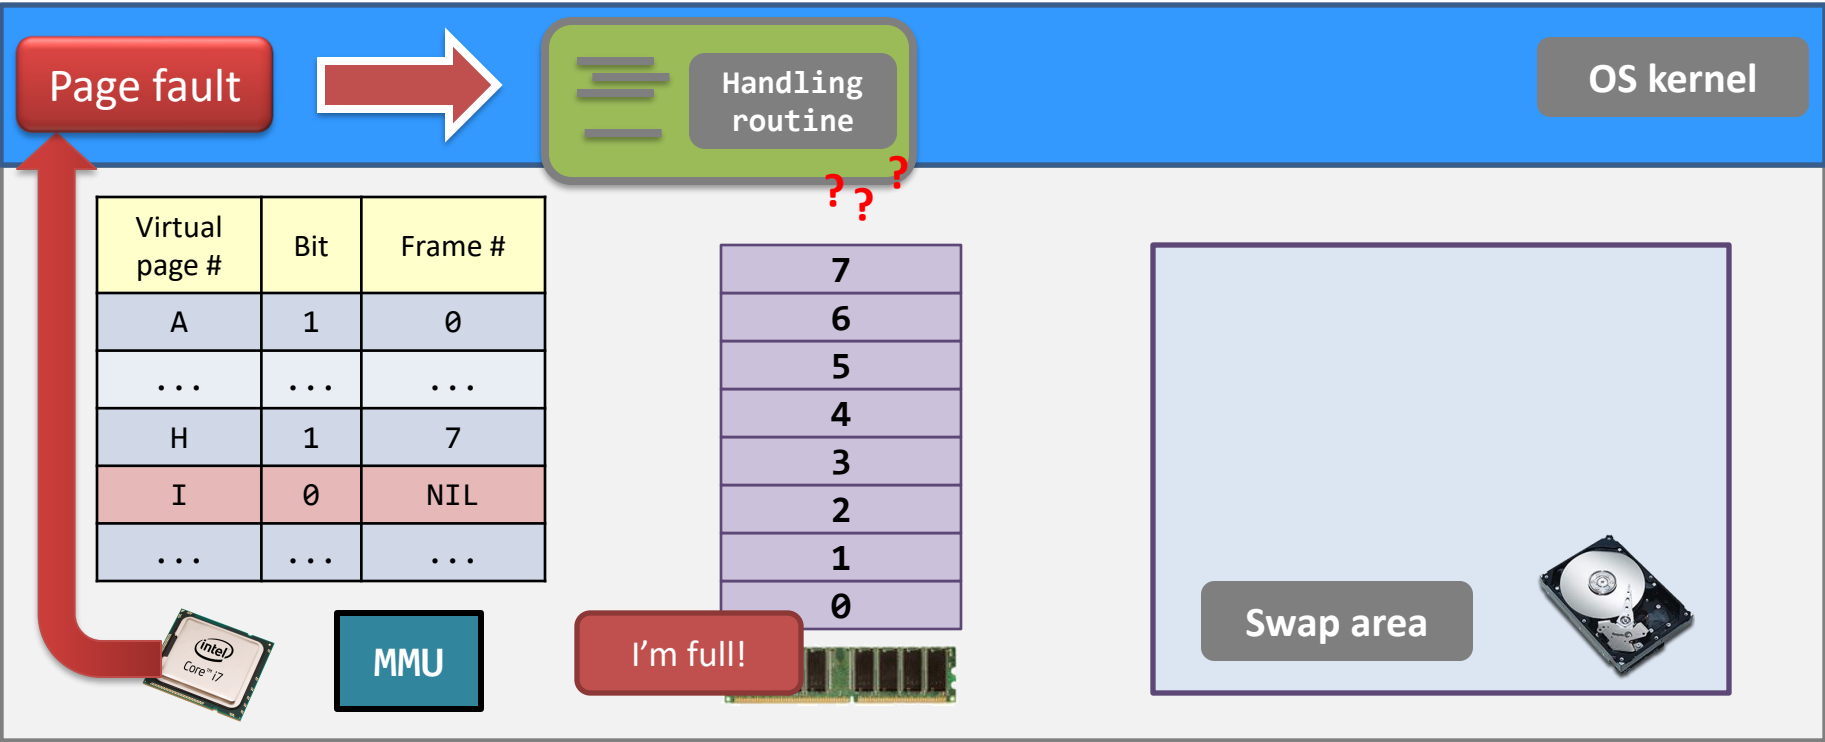 Page fault
Handling
routine
OS kernel
? ? ?
Virtual
page #
Bit
Frame #
A 1 0
... ... ...
H 1 7
I 0 NIL
... ... ...
7
6
5
4
3
2
1
0
I'm full!
intel
Core™ i7
MMU
Swap area